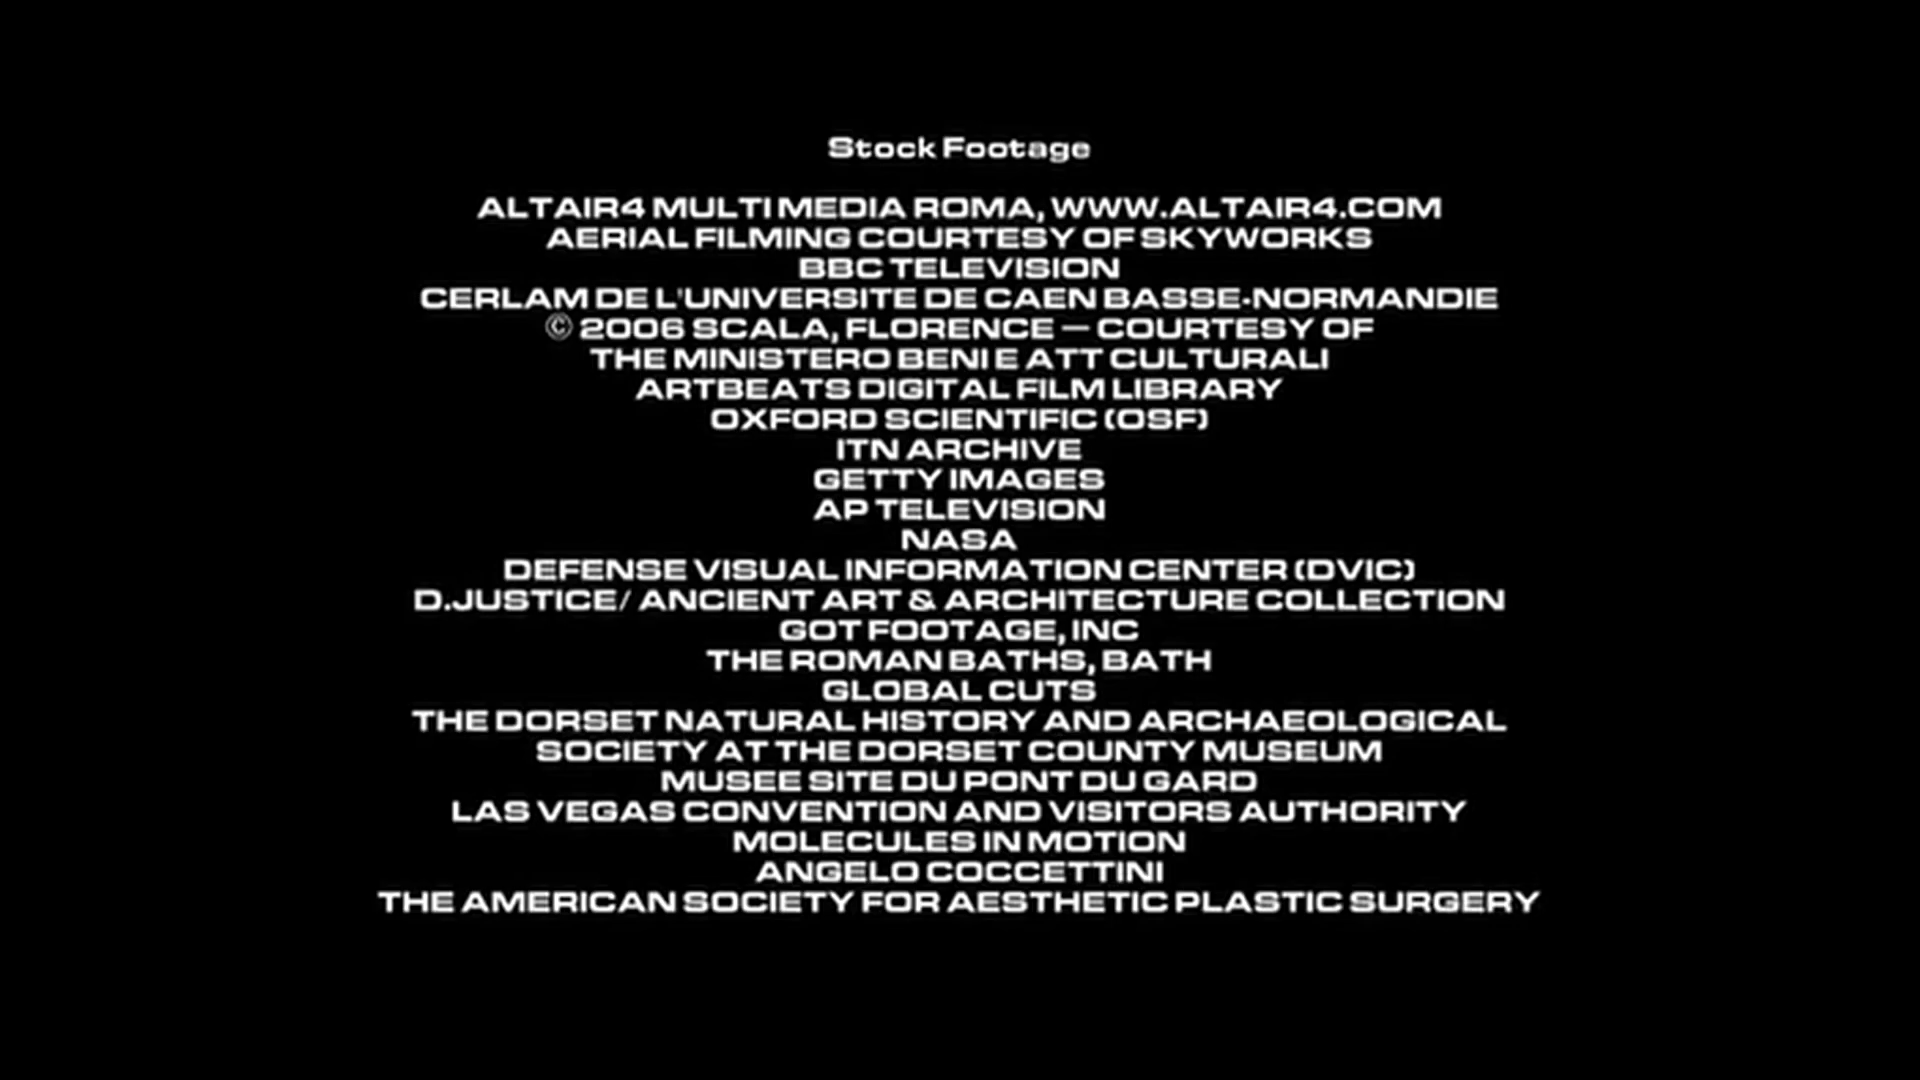 Stock Footage
ALTAIR4 MULTI MEDIA ROMA, WWW.ALTAIR4.COM
AERIAL FILMING COURTESY OF SKYWORKS
BBC TELEVISION
CERLAM DE L'UNIVERSITE DE CAEN BASSE-NORMANDIE
© 2006 SCALA, FLORENCE — COURTESY OF
THE MINISTERO BENI E ATT CULTURALI
ARTBEATS DIGITAL FILM LIBRARY
OXFORD SCIENTIFIC (OSF)
ITN ARCHIVE
GETTY IMAGES
AP TELEVISION
NASA
DEFENSE VISUAL INFORMATION CENTER (DVIC)
D.JUSTICE/ ANCIENT ART & ARCHITECTURE COLLECTION
GOT FOOTAGE, INC
THE ROMAN BATHS, BATH
GLOBAL CUTS
THE DORSET NATURAL HISTORY AND ARCHAEOLOGICAL
SOCIETY AT THE DORSET COUNTY MUSEUM
MUSEE SITE DU PONT DU GARD
LAS VEGAS CONVENTION AND VISITORS AUTHORITY
MOLECULES IN MOTION
ANGELO COCCETTINI
THE AMERICAN SOCIETY FOR AESTHETIC PLASTIC SURGERY